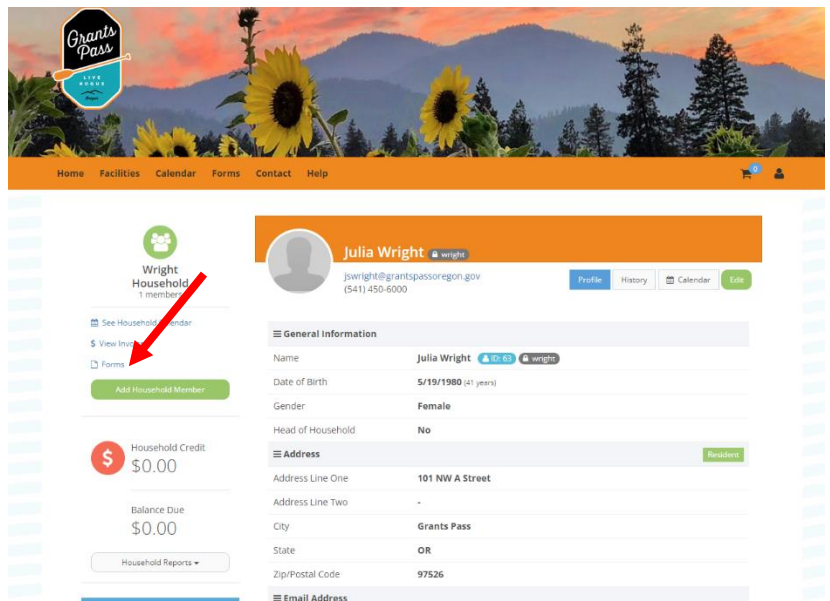 Grants
Pass
LIVE
ROGUE
Oregon
Home Facilities Calendar Forms Contact Help 0
Wright
Household
1 members
See Household Calendar
$ View Invo
Forms
Add Household Member
$
Household Credit
$0.00
Balance Due
$0.00
Household Reports
Julia Wright wright
jswright@grantspassoregon.gov
(541) 450-6000
Profile History Calendar Edit
General Information
Name Julia Wright ID: 63 wright
Date of Birth 5/19/1980 (41 years)
Gender Female
Head of Household No
Address Resident
Address Line One 101 NW A Street
Address Line Two -
City Grants Pass
State OR
Zip/Postal Code 97526
Email Address